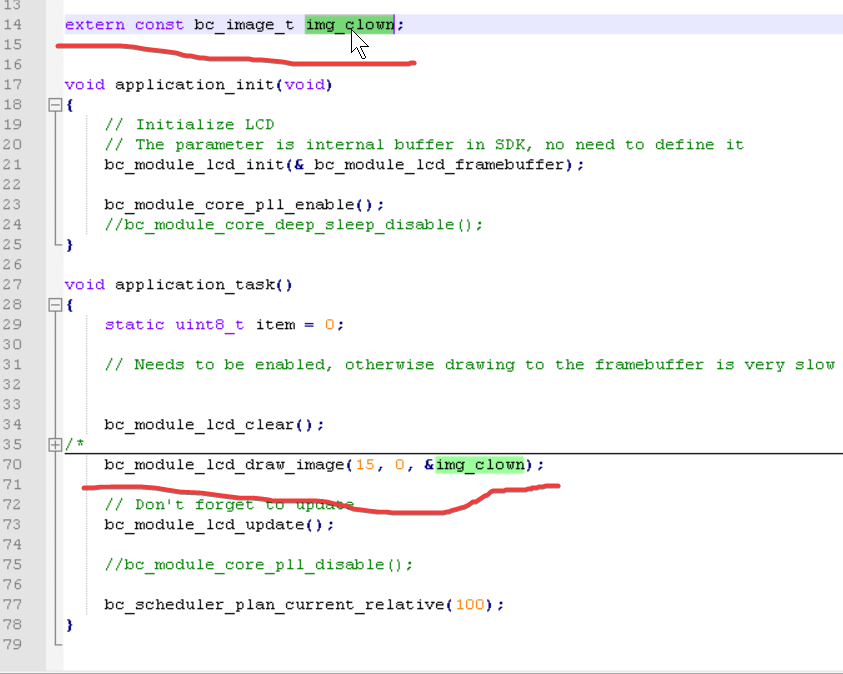 13
14 extern const bc_image_t img_clown;
15
16
17 void application_init(void)
18 {
19 // Initialize LCD
20 // The parameter is internal buffer in SDK, no need to define it
21 bc_module_lcd_init(&_bc_module_lcd_framebuffer);
22
23 bc_module_core_pll_enable();
24 //bc_module_core_deep_sleep_disable();
25 }
26
27 void application_task()
28 {
29 static uint8_t item = 0;
30
31 // Needs to be enabled, otherwise drawing to the framebuffer is very slow
32
33
34 bc_module_lcd_clear();
35 /*
70 bc_module_lcd_draw_image(15, 0, &img_clown);
71
72 // Don't forget to update
73 bc_module_lcd_update();
74
75 //bc_module_core_pll_disable();
76
77 bc_scheduler_plan_current_relative(100);
78 }
79